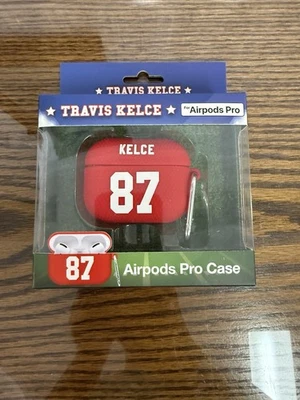 TRAVIS KELCE
★ TRAVIS KELCE ★ For Airpods Pro
KELCE
87
87
Airpods Pro Case